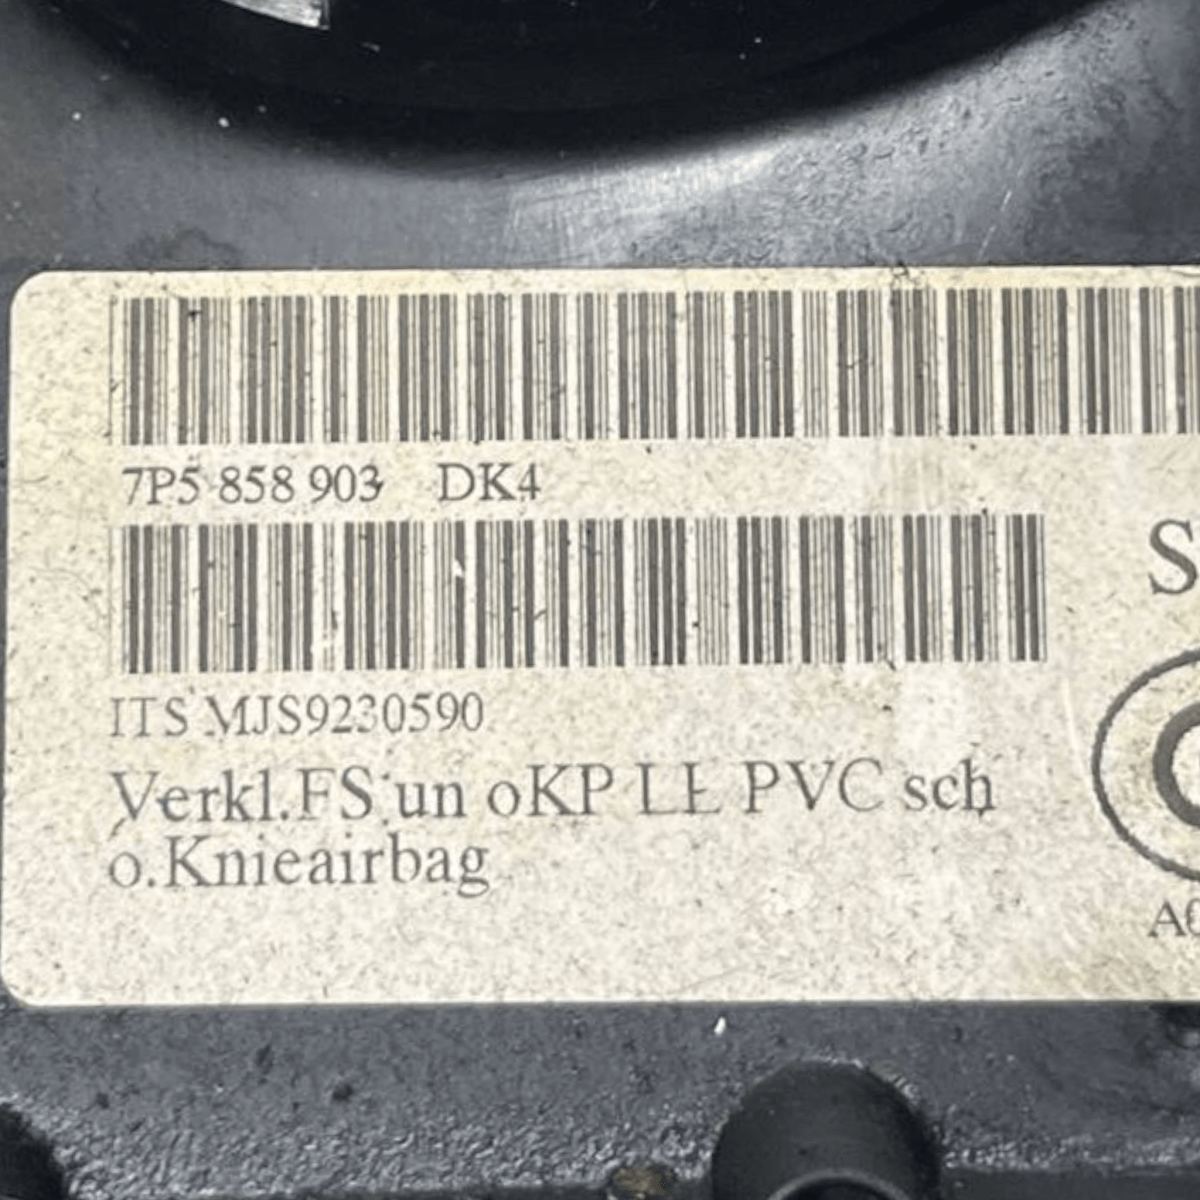 7P5 858 903 DK4
S
ITS MJS9230590
Verkl.FS un oKP LL PVC sch
o.Knieairbag